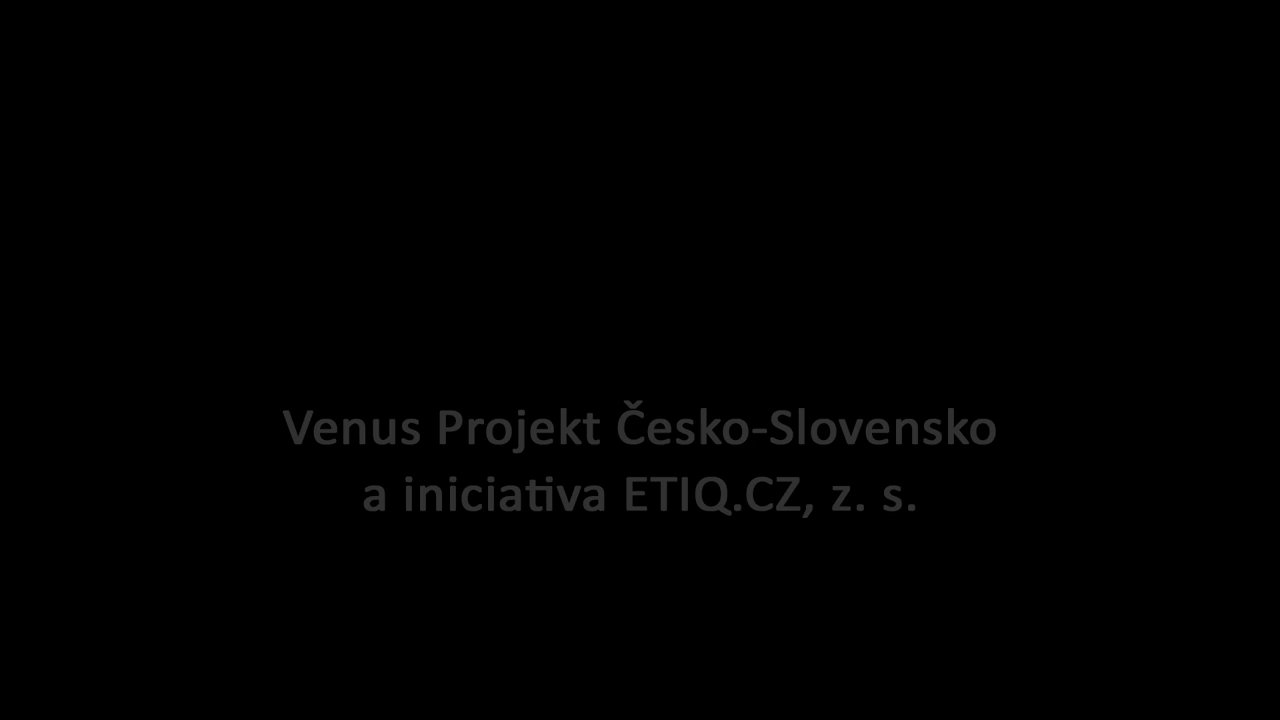 Venus Projekt Česko-Slovensko
a iniciativa ETIQ.CZ, z. s.